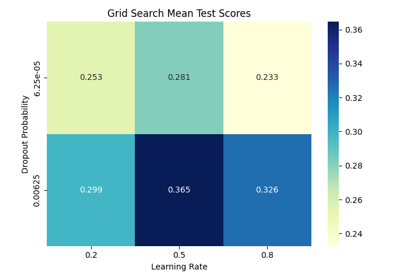 Grid Search Mean Test Scores
0.253 0.281 0.233
0.299 0.365 0.326
6.25e-05
0.00625
Dropout Probability
0.2 0.5 0.8
Learning Rate
0.36
0.34
0.32
0.30
0.28
0.26
0.24